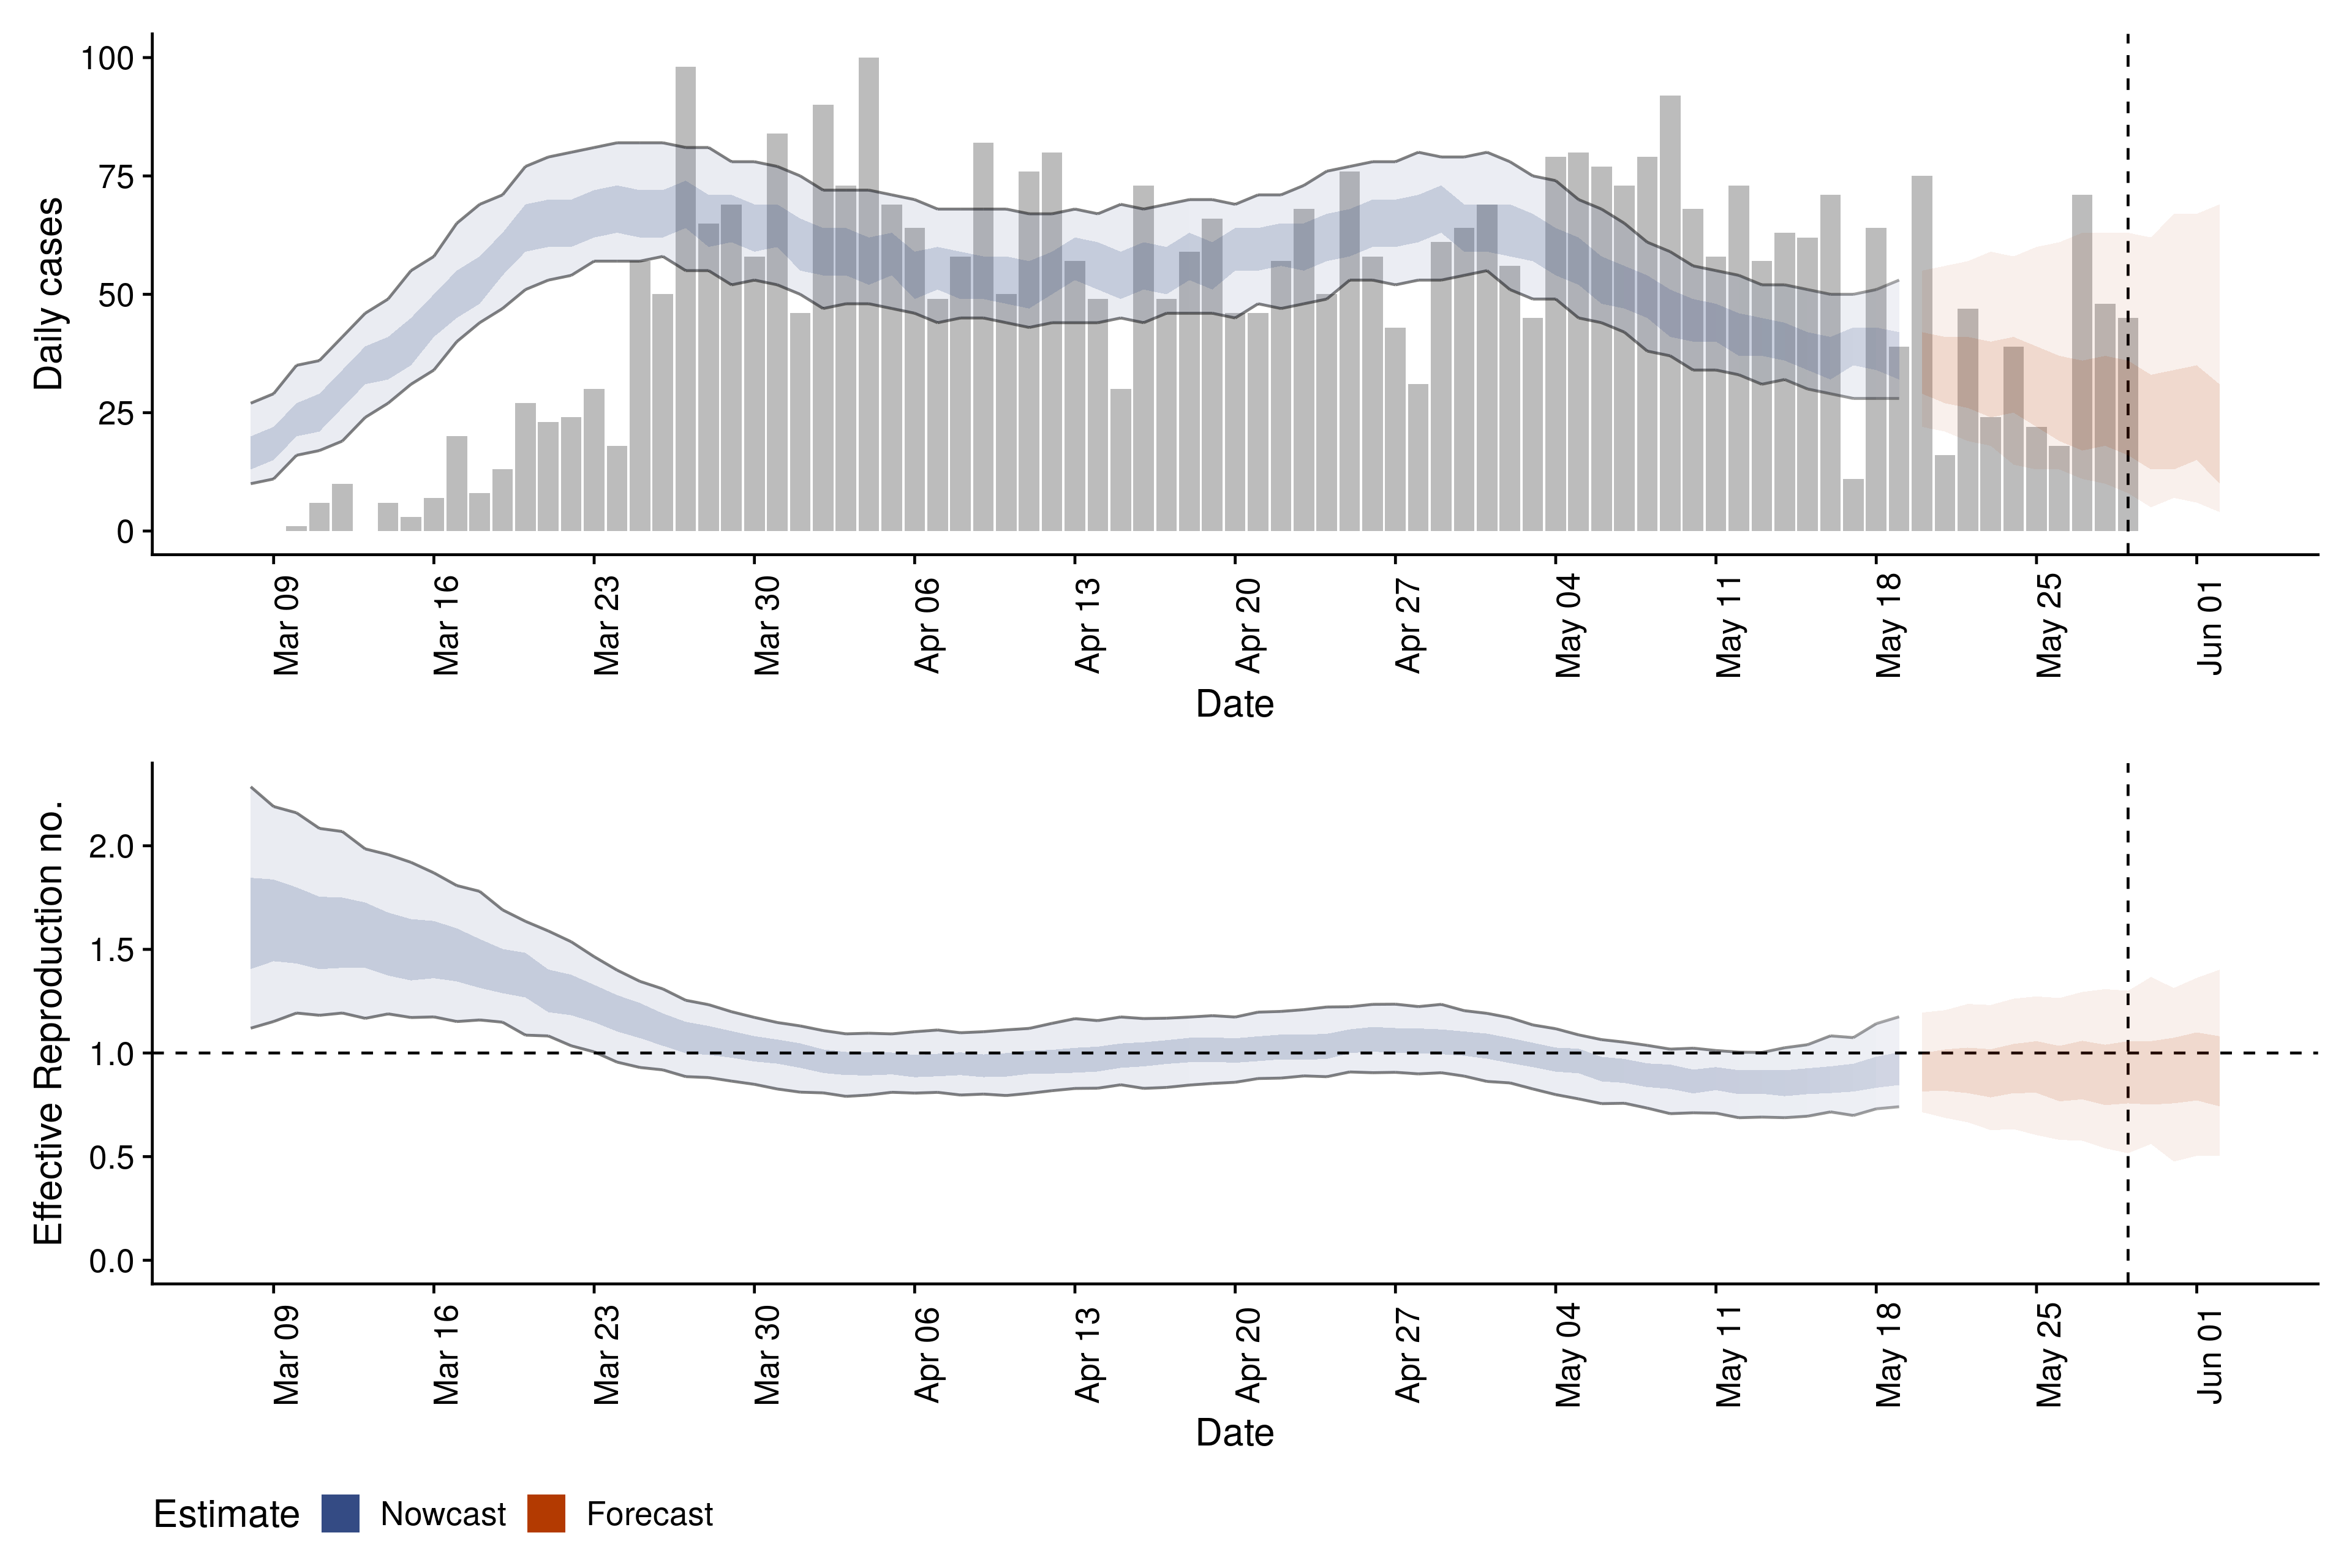 Daily cases
100
75
50
25
0
Mar 09
Mar 16
Mar 23
Mar 30
Apr 06
Apr 13
Apr 20
Apr 27
May 04
May 11
May 18
May 25
Jun 01
Date
Effective Reproduction no.
2.0
1.5
1.0
0.5
0.0
Mar 09
Mar 16
Mar 23
Mar 30
Apr 06
Apr 13
Apr 20
Apr 27
May 04
May 11
May 18
May 25
Jun 01
Date
Estimate Nowcast Forecast